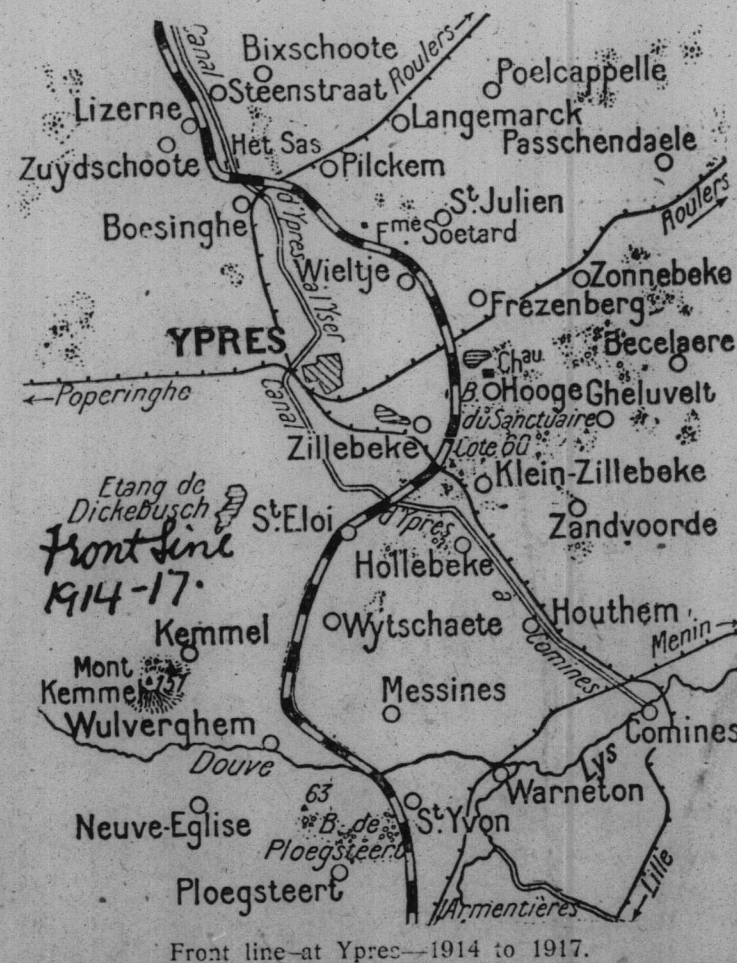 Canal
Bixschoote
Roulers
Poelcappelle
Steenstraat
Lizerne
Langemarck
Het Sas
Passchendaele
Zuydschoote
Pilckem
Boesinghe
St. Julien
Fme Soetard
Roulers
d'Ypres à l'Yser
Wieltje
Zonnebeke
Frezenberg
YPRES
Becelaere
Chau.
Poperinghe
Canal
B. Hooge Gheluvelt
du Sanctuaire
Zillebeke
Cote 60
Klein-Zillebeke
Etang de
Dickebusch
St. Eloi
d'Ypres
Zandvoorde
Front Line
1914-17.
Hollebeke
a
Wytschaete
Houthem
Kemmel
Comines
Menin
Mont
Kemmel 157
Messines
Wulverghem
Comines
Douve
Lys
Warneton
63
Neuve-Eglise
B. de
St. Yvon
Ploegsteert
Ploegsteert
Lille
Armentières
Front line-at Ypres—1914 to 1917.